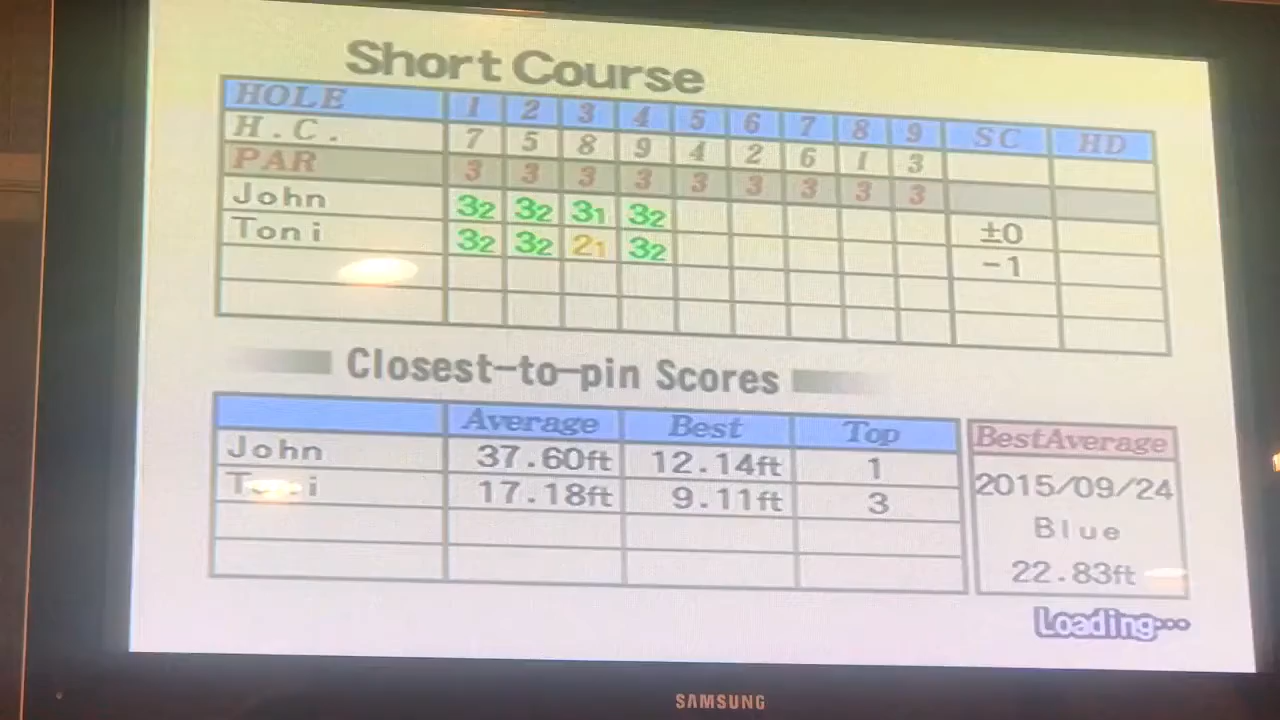 Short Course
HOLE 1 2 3 4 5 6 7 8 9 SC HD
H.C. 7 5 8 9 4 2 6 1 3
PAR 3 3 3 3 3 3 3 3 3
John 32 32 31 32 ±0
Toni 32 32 21 32 -1
Closest-to-pin Scores
Average Best Top
John 37.60ft 12.14ft 1
Toni 17.18ft 9.11ft 3
BestAverage
2015/09/24
Blue
22.83ft
Loading...
SAMSUNG